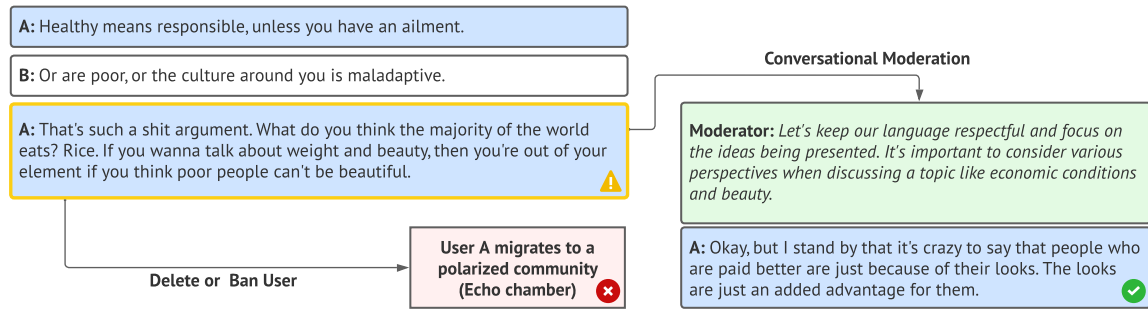 A: Healthy means responsible, unless you have an ailment.
B: Or are poor, or the culture around you is maladaptive.
A: That's such a shit argument. What do you think the majority of the world
eats? Rice. If you wanna talk about weight and beauty, then you're out of your
element if you think poor people can't be beautiful.
Delete or Ban User
User A migrates to a
polarized community
(Echo chamber)
Conversational Moderation
Moderator: Let's keep our language respectful and focus on
the ideas being presented. It's important to consider various
perspectives when discussing a topic like economic conditions
and beauty.
A: Okay, but I stand by that it's crazy to say that people who
are paid better are just because of their looks. The looks
are just an added advantage for them.